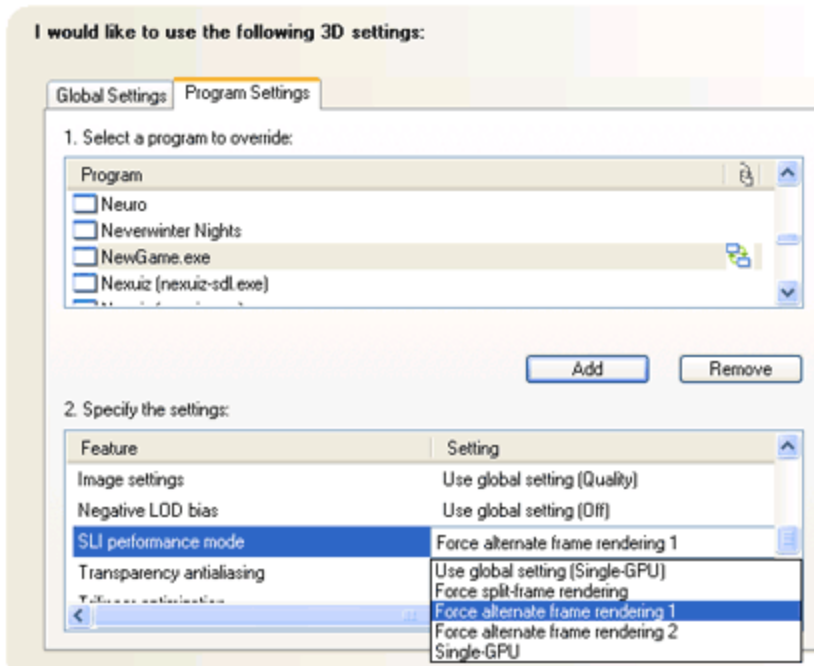 I would like to use the following 3D settings:
Global Settings Program Settings
1. Select a program to override:
Program
Neuro
Neverwinter Nights
NewGame.exe
Nexuiz (nexuiz-sdl.exe)
Add Remove
2. Specify the settings:
Feature Setting
Image settings Use global setting (Quality)
Negative LOD bias Use global setting (Off)
SLI performance mode Force alternate frame rendering 1
Transparency antialiasing Use global setting (Single-GPU)
Force split-frame rendering
Force alternate frame rendering 1
Force alternate frame rendering 2
Single-GPU